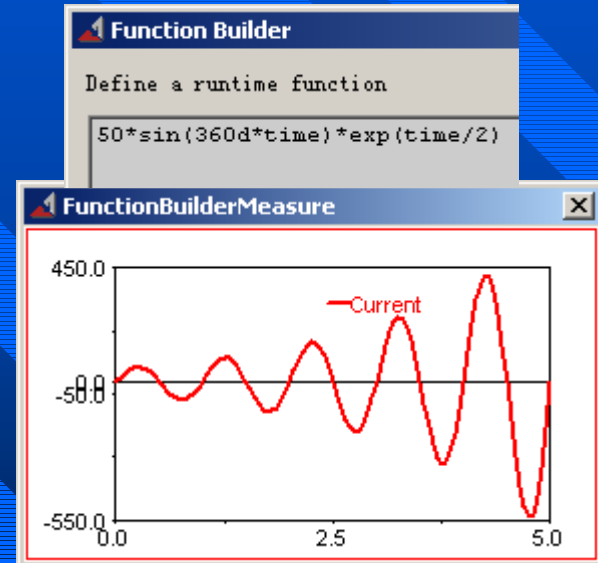 Function Builder
Define a runtime function
50*sin(360d*time)*exp(time/2)
FunctionBuilderMeasure
450.0
Current
0.0
-50.0
-550.0
0.0 2.5 5.0